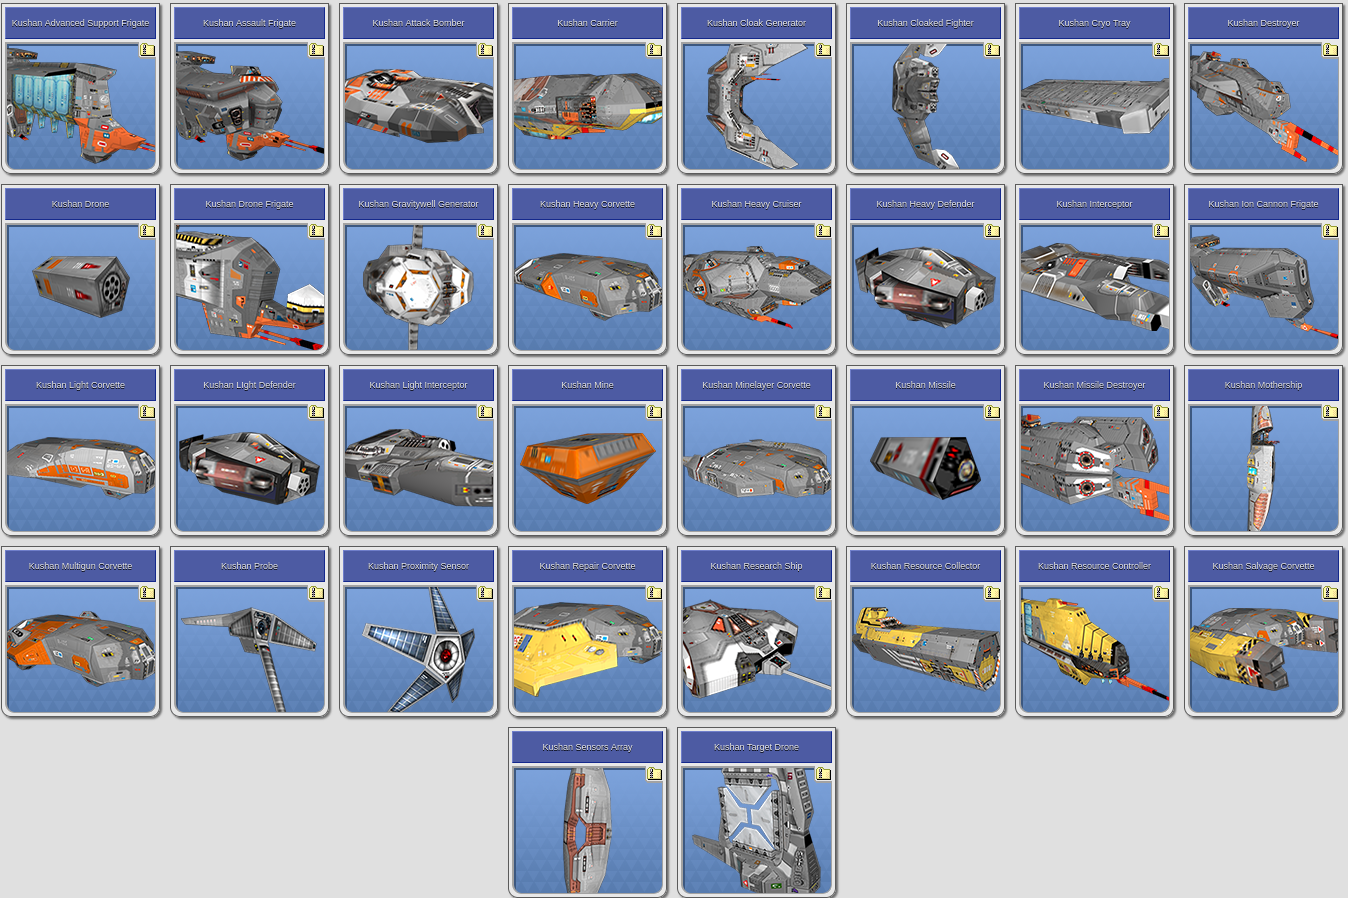 Kushan Advanced Support Frigate
Kushan Assault Frigate
Kushan Attack Bomber
Kushan Carrier
Kushan Cloak Generator
Kushan Cloaked Fighter
Kushan Cryo Tray
Kushan Destroyer
Kushan Drone
Kushan Drone Frigate
Kushan Gravitywell Generator
Kushan Heavy Corvette
Kushan Heavy Cruiser
Kushan Heavy Defender
Kushan Interceptor
Kushan Ion Cannon Frigate
Kushan Light Corvette
Kushan LIght Defender
Kushan Light Interceptor
Kushan Mine
Kushan Minelayer Corvette
Kushan Missile
Kushan Missile Destroyer
Kushan Mothership
Kushan Multigun Corvette
Kushan Probe
Kushan Proximity Sensor
Kushan Repair Corvette
Kushan Research Ship
Kushan Resource Collector
Kushan Resource Controller
Kushan Salvage Corvette
Kushan Sensors Array
Kushan Target Drone